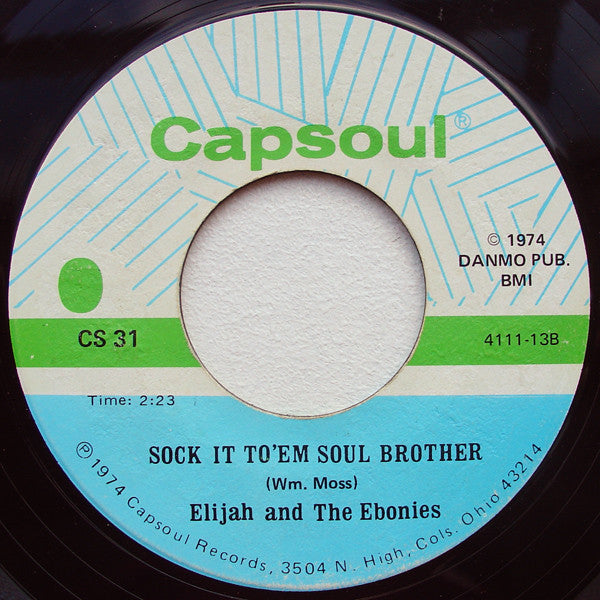 Capsoul®
© 1974
DANMO PUB.
BMI
CS 31
4111-13B
Time: 2:23
SOCK IT TO'EM SOUL BROTHER
(Wm. Moss)
Elijah and The Ebonies
℗ 1974 Capsoul Records, 3504 N. High, Cols. Ohio 43214